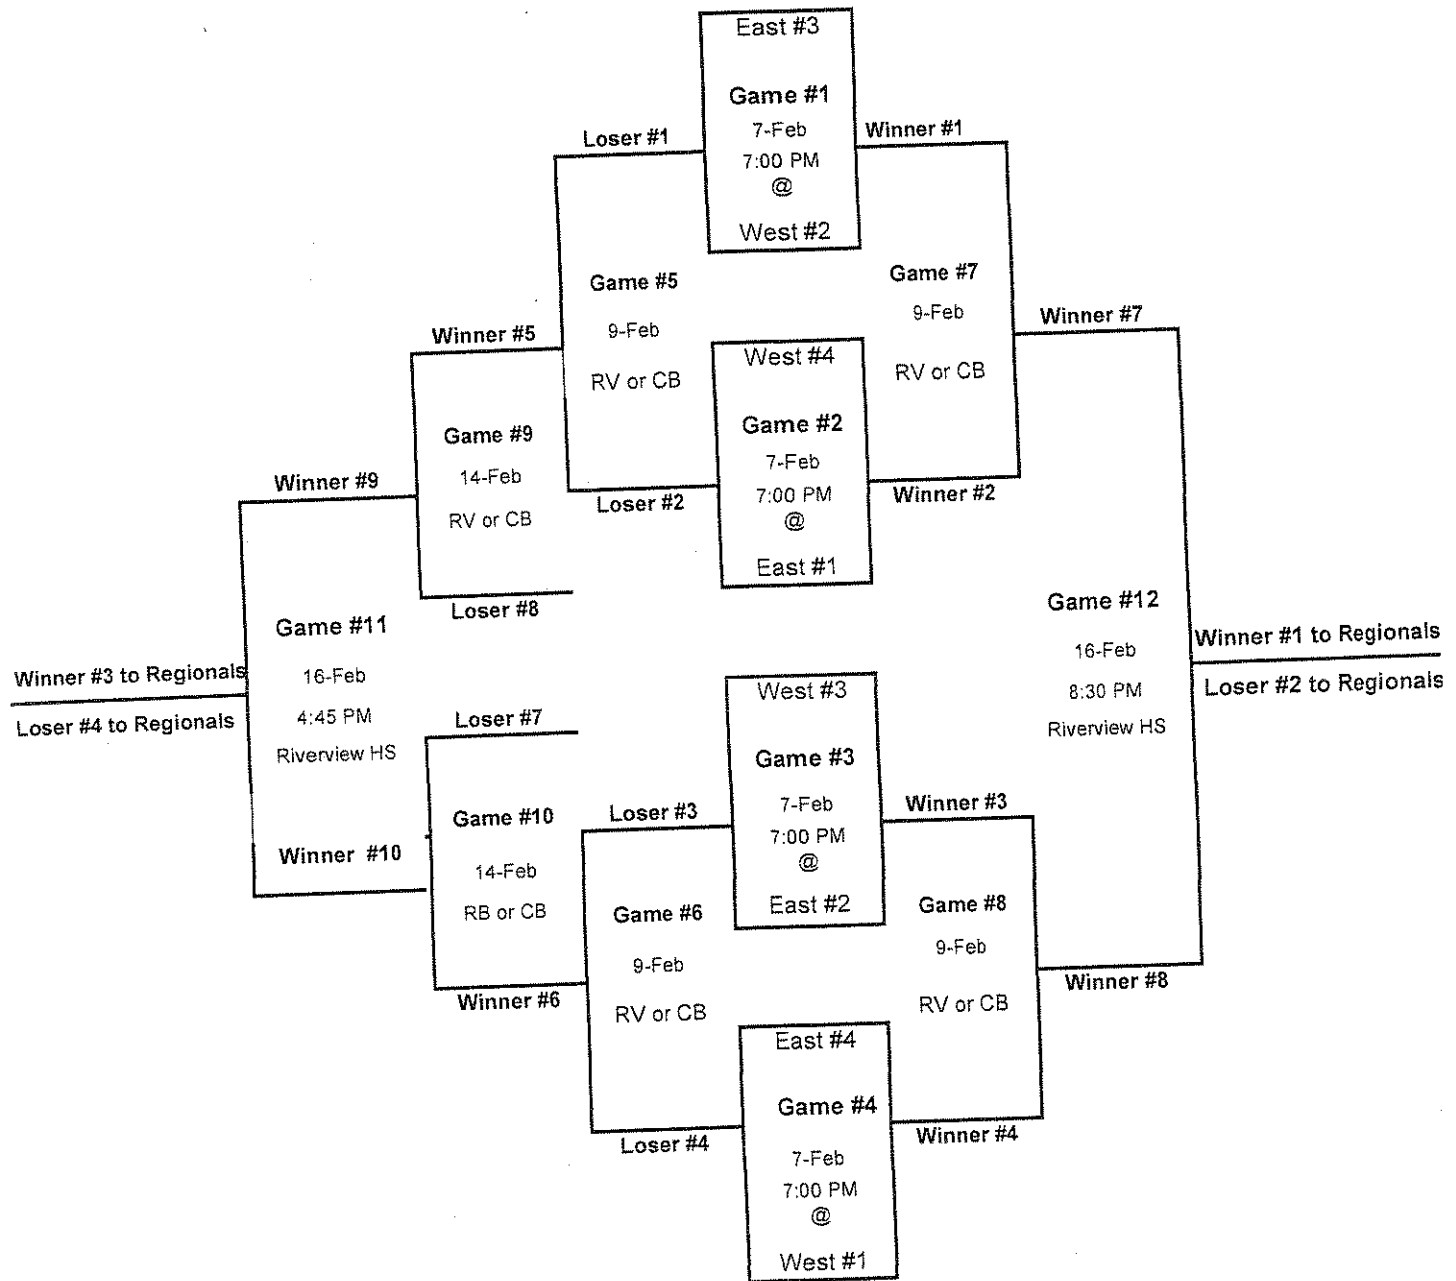 East #3
Game #1
7-Feb
7:00 PM
@
West #2
Loser #1
Winner #1
Game #5
9-Feb
RV or CB
Game #7
9-Feb
RV or CB
Winner #5
Winner #7
West #4
Game #2
7-Feb
7:00 PM
@
East #1
Game #9
14-Feb
RV or CB
Winner #9
Loser #2
Winner #2
Loser #8
Game #11
16-Feb
4:45 PM
Riverview HS
Game #12
16-Feb
8:30 PM
Riverview HS
Winner #3 to Regionals
Loser #4 to Regionals
Winner #1 to Regionals
Loser #2 to Regionals
Loser #7
West #3
Game #3
7-Feb
7:00 PM
@
East #2
Game #10
14-Feb
RB or CB
Loser #3
Winner #3
Winner #10
Game #6
9-Feb
RV or CB
Game #8
9-Feb
RV or CB
Winner #6
Winner #8
East #4
Game #4
7-Feb
7:00 PM
@
West #1
Loser #4
Winner #4